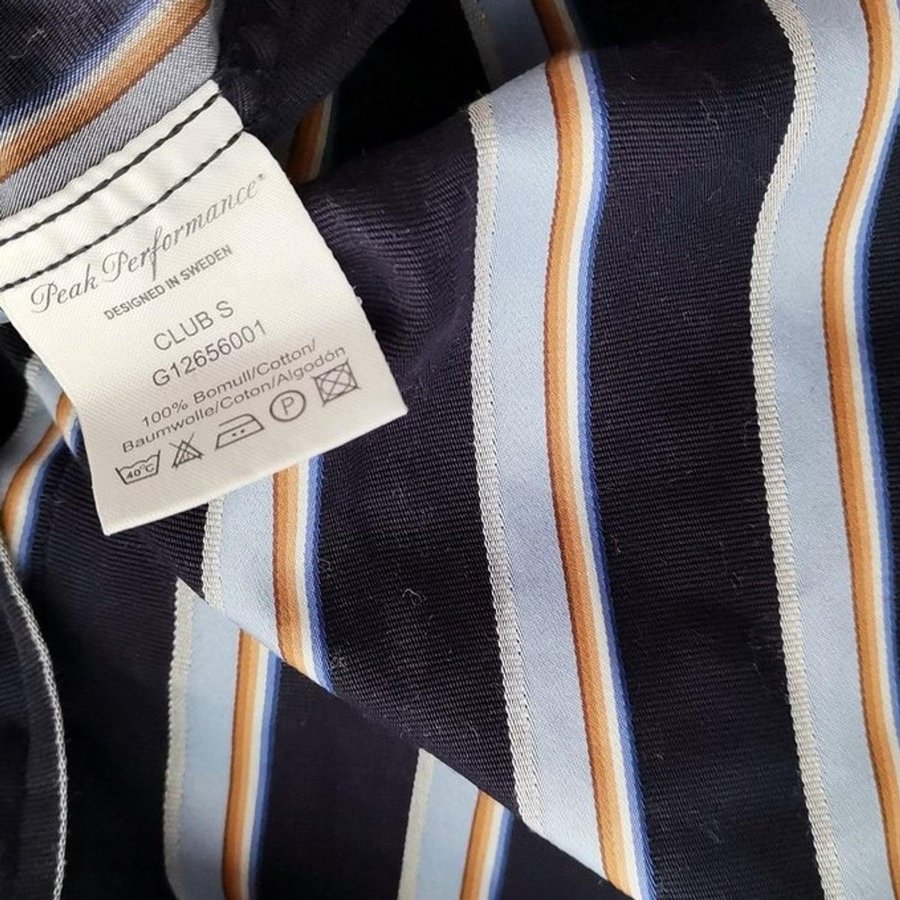 Peak Performance®
DESIGNED IN SWEDEN
CLUB S
G12656001
100% Bomull/Cotton/
Baumwolle/Coton/Algodón
40°C P